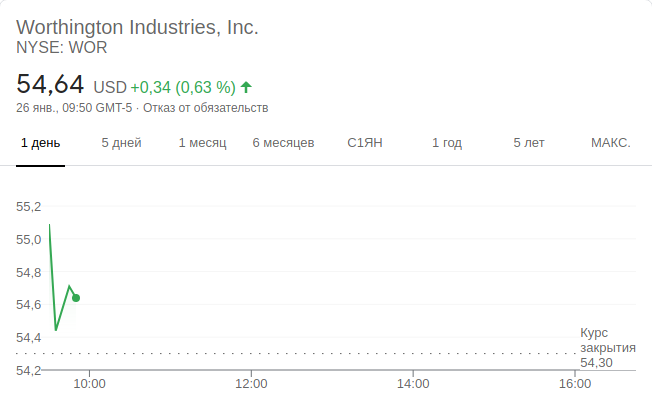 Worthington Industries, Inc.
NYSE: WOR
54,64 USD +0,34 (0,63 %)
26 янв., 09:50 GMT-5 · Отказ от обязательств
1 день 5 дней 1 месяц 6 месяцев С1ЯН 1 год 5 лет МАКС.
55,2
55,0
54,8
54,6
54,4
54,2
Курс
закрытия
54,30
10:00 12:00 14:00 16:00